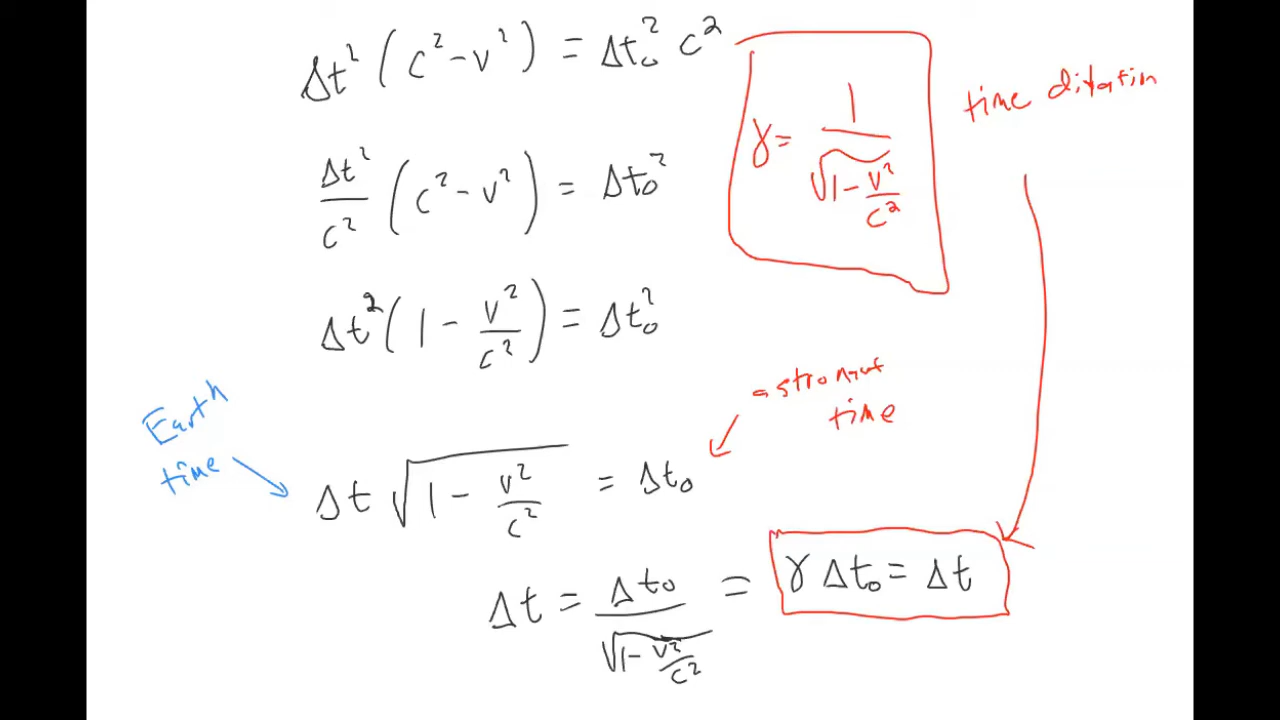 Δt² (c² - v²) = Δt₀² c²
γ = 1/√(1 - v²/c²)
time dilation
Δt²/c² (c² - v²) = Δt₀²
Δt² (1 - v²/c²) = Δt₀²
Earth
time
astronaut
time
Δt √(1 - v²/c²) = Δt₀
Δt = Δt₀/√(1 - v²/c²) = γ Δt₀ = Δt